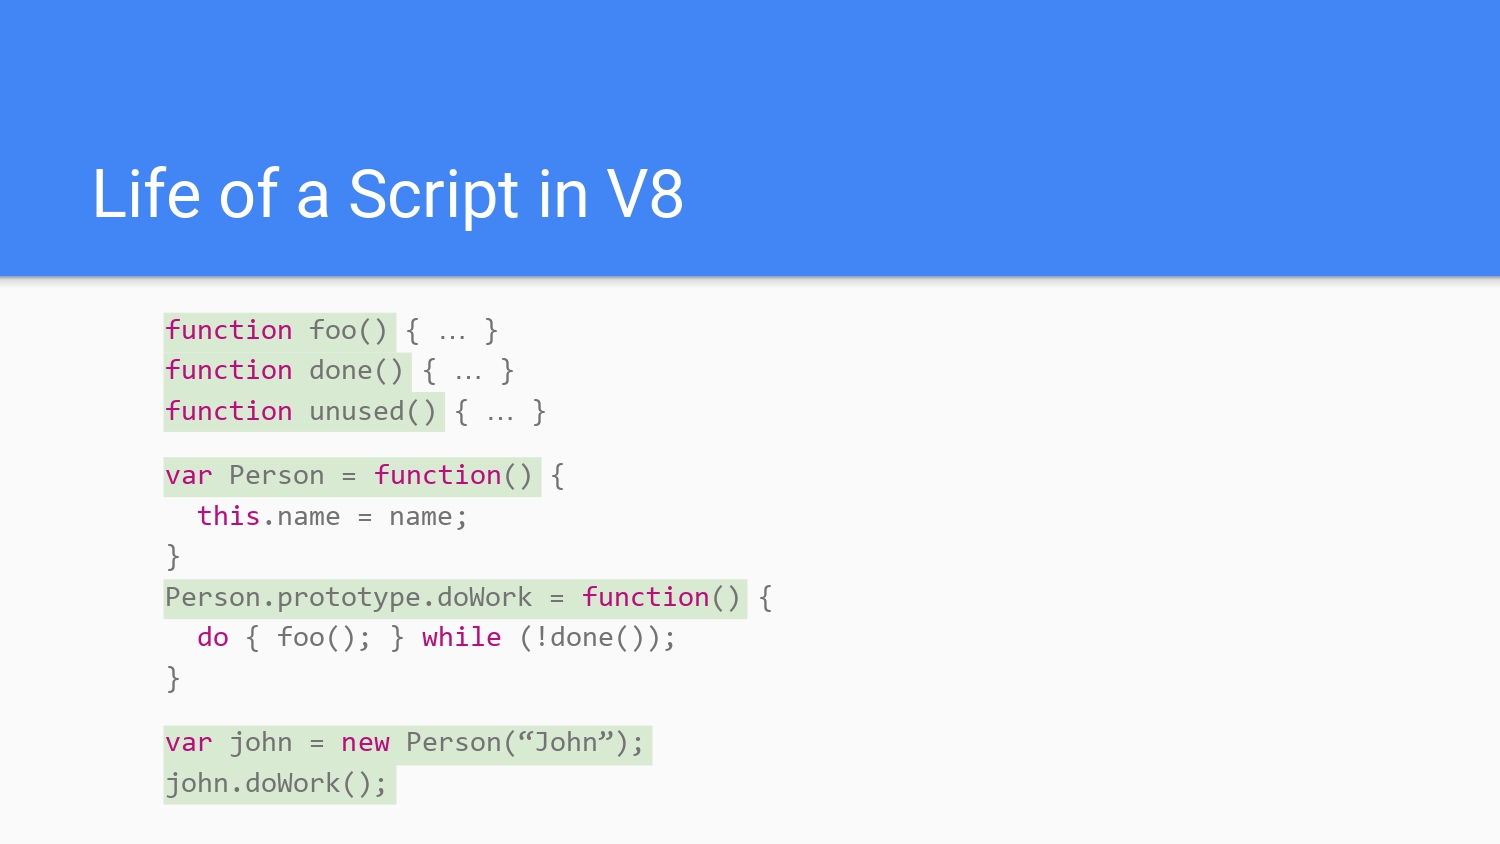 Life of a Script in V8
function foo() { … }
function done() { … }
function unused() { … }
var Person = function() {
  this.name = name;
}
Person.prototype.doWork = function() {
  do { foo(); } while (!done());
}
var john = new Person(“John”);
john.doWork();